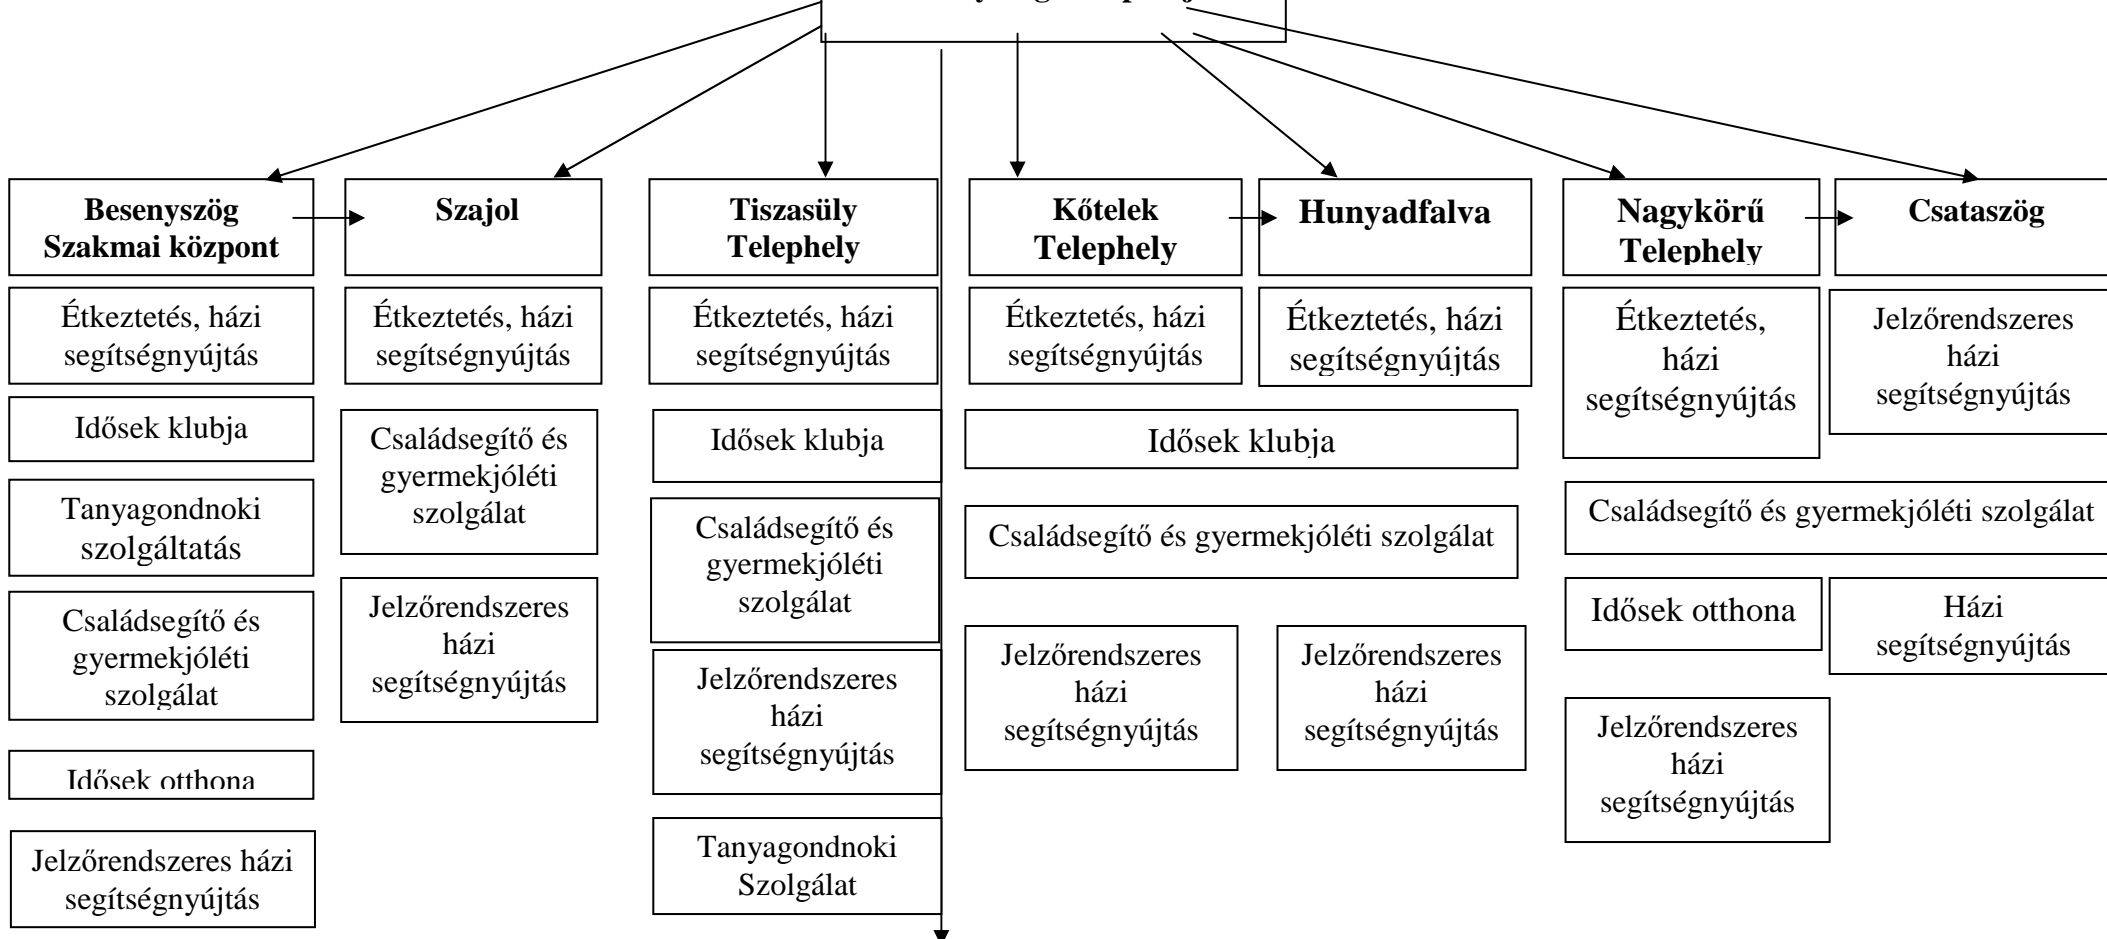 Besenyszög
Szakmai központ
Szajol
Tiszasüly
Telephely
Kőtelek
Telephely
Hunyadfalva
Nagykörű
Telephely
Csataszög
Étkeztetés, házi
segítségnyújtás
Idősek klubja
Tanyagondnoki
szolgáltatás
Családsegítő és
gyermekjóléti
szolgálat
Idősek otthona
Jelzőrendszeres házi
segítségnyújtás
Étkeztetés, házi
segítségnyújtás
Családsegítő és
gyermekjóléti
szolgálat
Jelzőrendszeres
házi
segítségnyújtás
Étkeztetés, házi
segítségnyújtás
Idősek klubja
Családsegítő és
gyermekjóléti
szolgálat
Jelzőrendszeres
házi
segítségnyújtás
Tanyagondnoki
Szolgálat
Étkeztetés, házi
segítségnyújtás
Étkeztetés, házi
segítségnyújtás
Idősek klubja
Családsegítő és gyermekjóléti szolgálat
Jelzőrendszeres
házi
segítségnyújtás
Jelzőrendszeres
házi
segítségnyújtás
Étkeztetés,
házi
segítségnyújtás
Jelzőrendszeres
házi
segítségnyújtás
Családsegítő és gyermekjóléti szolgálat
Idősek otthona
Házi
segítségnyújtás
Jelzőrendszeres
házi
segítségnyújtás